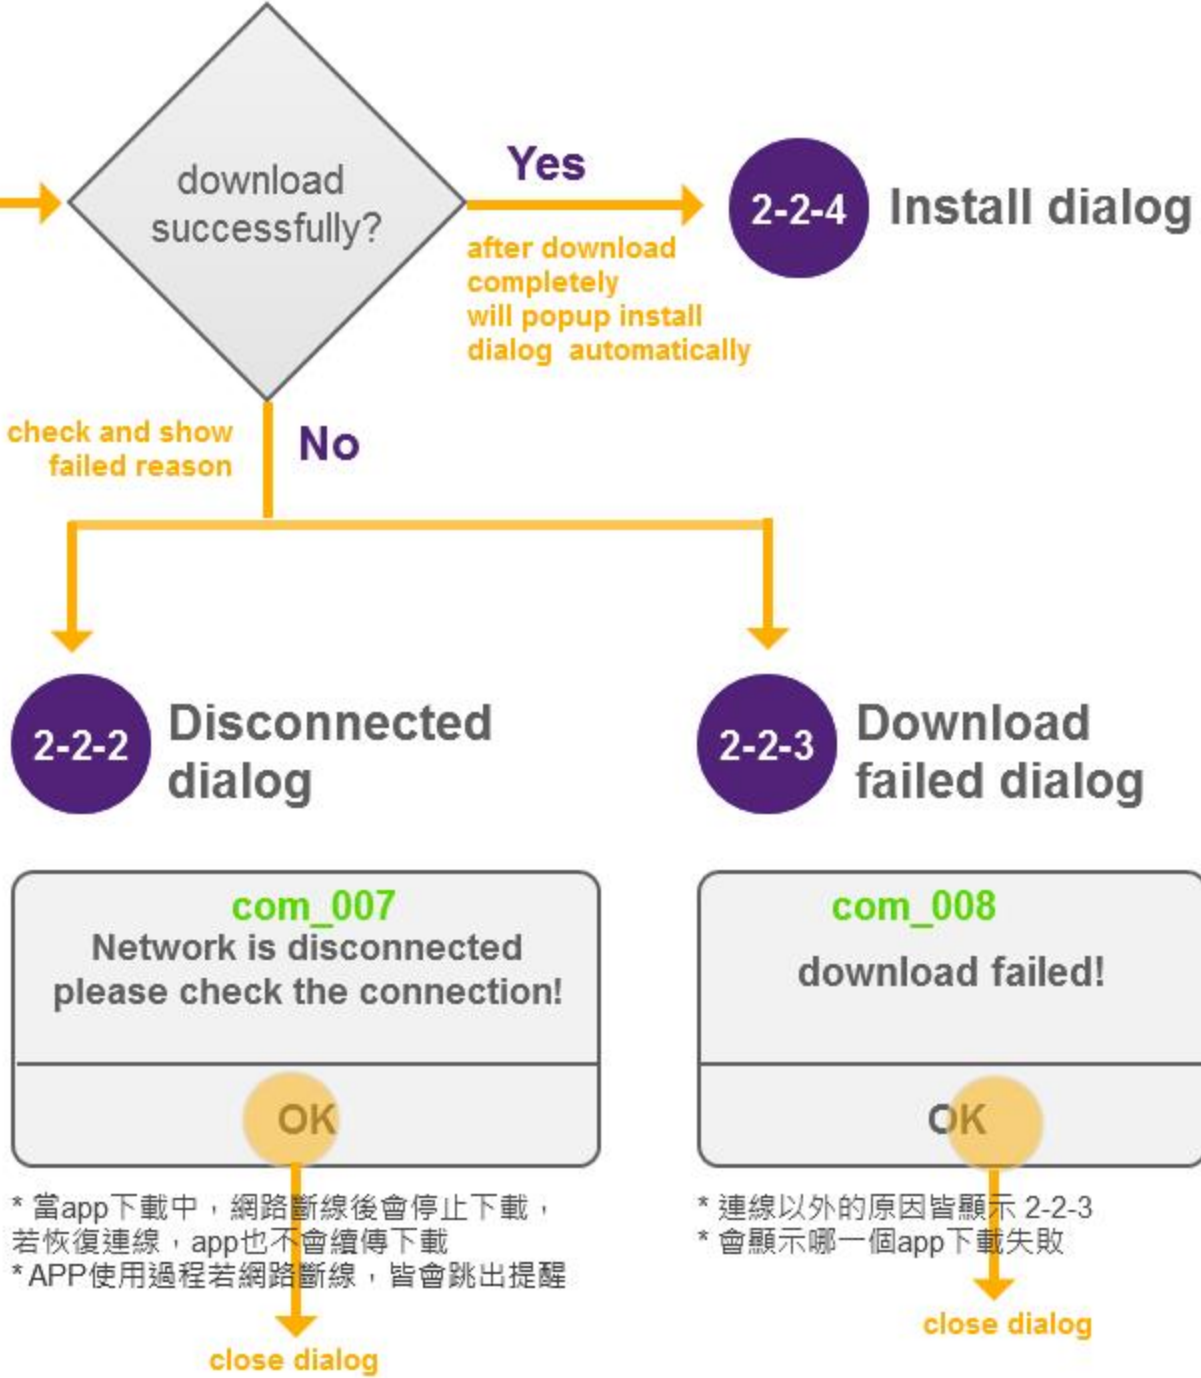 download
successfully?
Yes
after download
completely
will popup install
dialog automatically
2-2-4
Install dialog
check and show
failed reason
No
2-2-2
Disconnected
dialog
com_007
Network is disconnected
please check the connection!
OK
* 當app下載中，網路斷線後會停止下載，
若恢復連線，app也不會續傳下載
* APP使用過程若網路斷線，皆會跳出提醒
close dialog
2-2-3
Download
failed dialog
com_008
download failed!
OK
* 連線以外的原因皆顯示 2-2-3
* 會顯示哪一個app下載失敗
close dialog